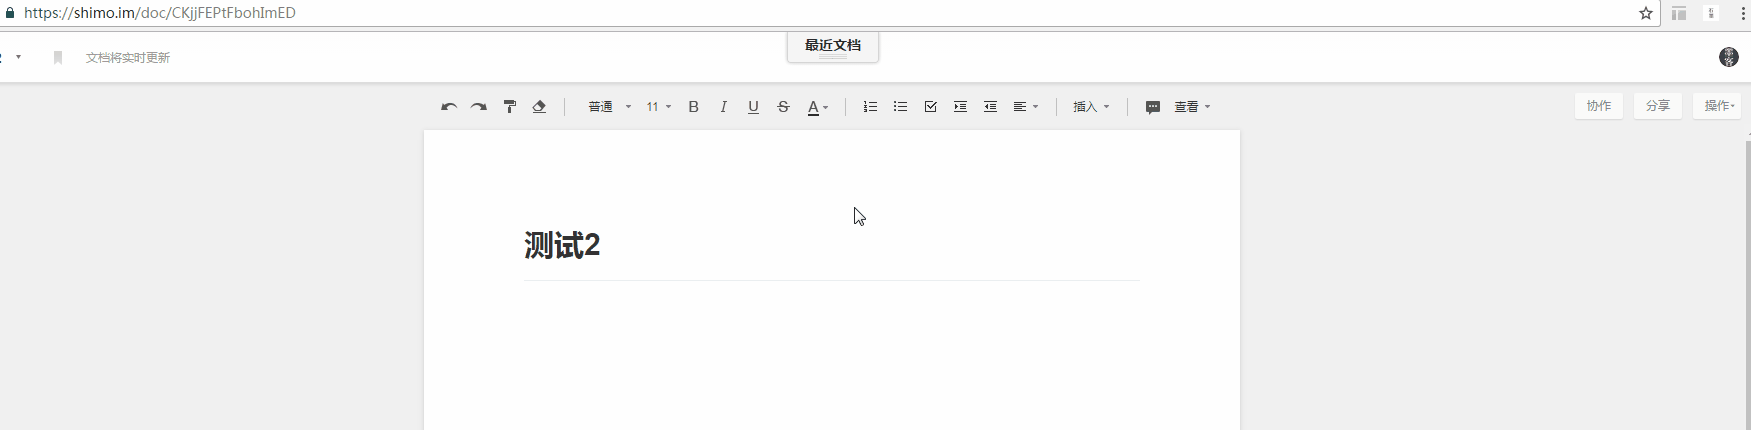 https://shimo.im/doc/CKjjFEPtFbohImED
最近文档
文档将实时更新
普通 11 B I U S A 插入 查看 协作 分享 操作
测试2